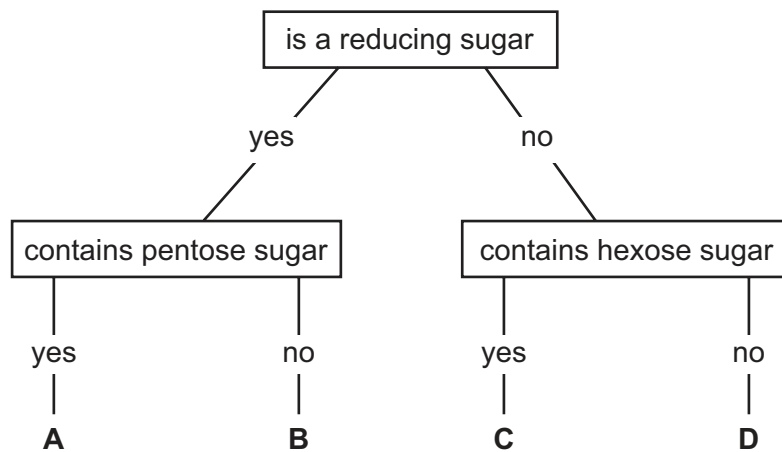 is a reducing sugar
yes
no
contains pentose sugar
contains hexose sugar
yes
no
yes
no
A
B
C
D